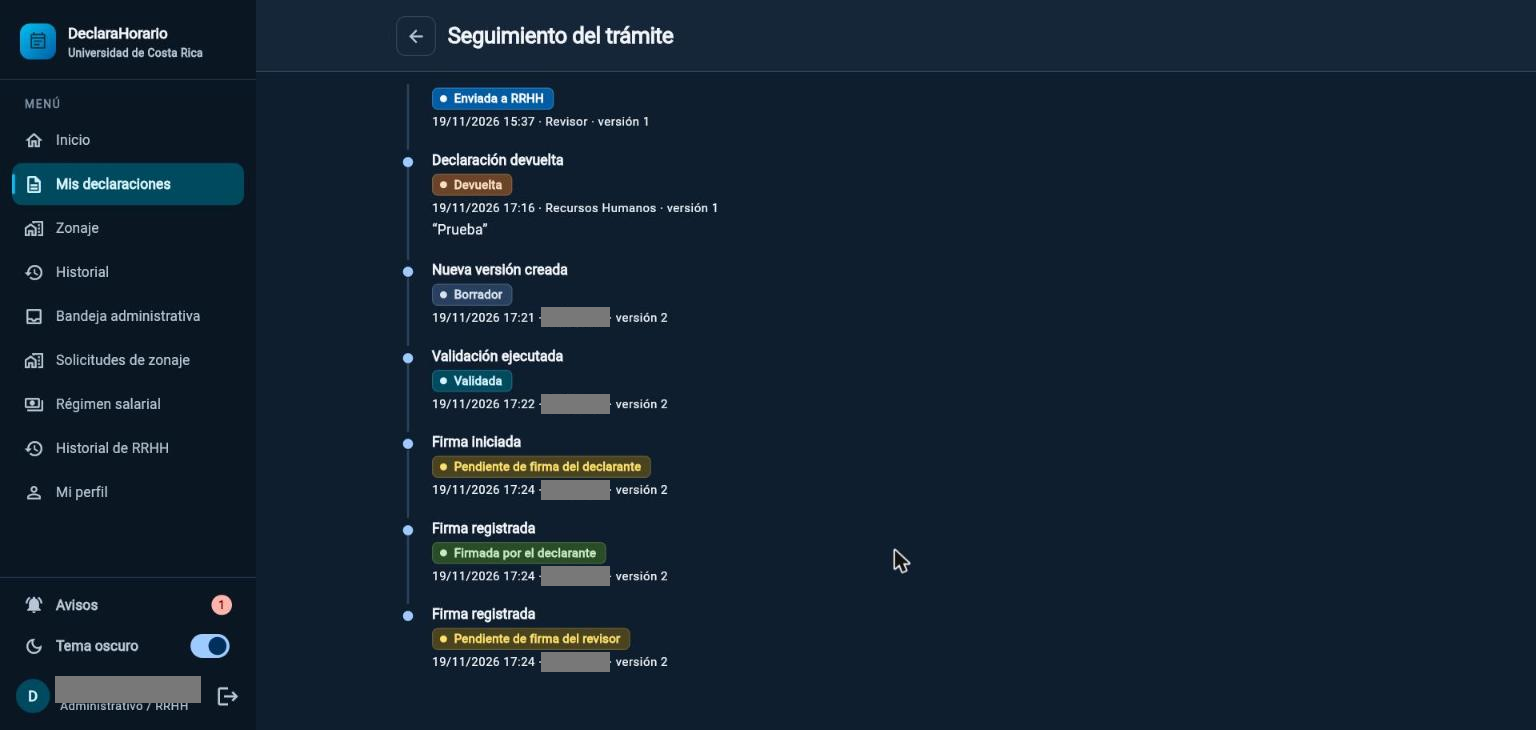 DeclaraHorario
Universidad de Costa Rica
MENÚ
Inicio
Mis declaraciones
Zonaje
Historial
Bandeja administrativa
Solicitudes de zonaje
Régimen salarial
Historial de RRHH
Mi perfil
Avisos 1
Tema oscuro
D
Administrativo / RRHH
Seguimiento del trámite
Enviada a RRHH
19/11/2026 15:37 · Revisor · versión 1
Declaración devuelta
Devuelta
19/11/2026 17:16 · Recursos Humanos · versión 1
“Prueba”
Nueva versión creada
Borrador
19/11/2026 17:21 · · versión 2
Validación ejecutada
Validada
19/11/2026 17:22 · · versión 2
Firma iniciada
Pendiente de firma del declarante
19/11/2026 17:24 · · versión 2
Firma registrada
Firmada por el declarante
19/11/2026 17:24 · · versión 2
Firma registrada
Pendiente de firma del revisor
19/11/2026 17:24 · · versión 2